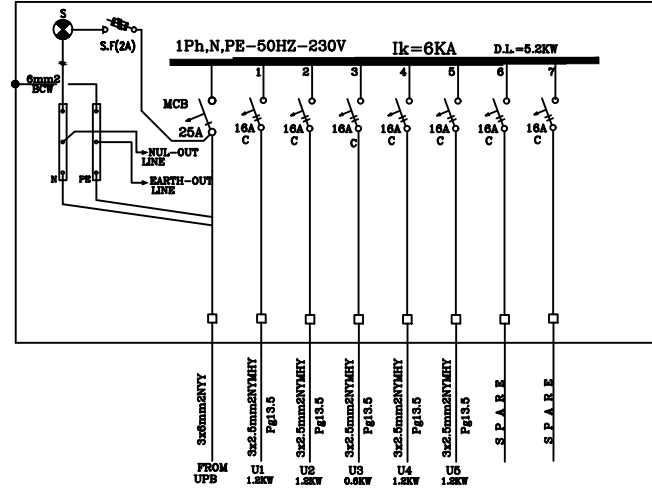 S
S.F(2A)
1Ph,N,PE-50HZ-230V
Ik=6KA
D.L.=5.2KW
1 2 3 4 5 6 7
6mm2
BCW
MCB
25A
16A
C
16A
C
16A
C
16A
C
16A
C
16A
C
16A
C
NUL-OUT
LINE
EARTH-OUT
LINE
N
PE
3x6mm2NYY
3x2.5mm2NYMHY
Pg13.5
3x2.5mm2NYMHY
Pg13.5
3x2.5mm2NYMHY
Pg13.5
3x2.5mm2NYMHY
Pg13.5
3x2.5mm2NYMHY
Pg13.5
SPARE
SPARE
FROM
UPB
U1
1.2KW
U2
1.2KW
U3
0.6KW
U4
1.2KW
U5
1.2KW